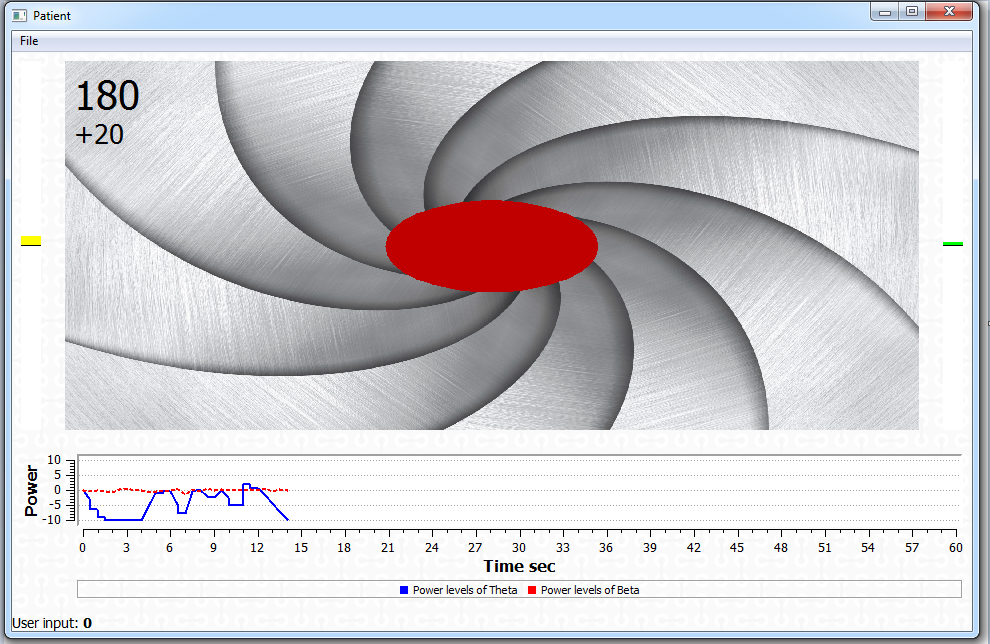 Patient
File
180
+20
Power
10
5
0
-5
-10
0 3 6 9 12 15 18 21 24 27 30 33 36 39 42 45 48 51 54 57 60
Time sec
Power levels of Theta Power levels of Beta
User input: 0